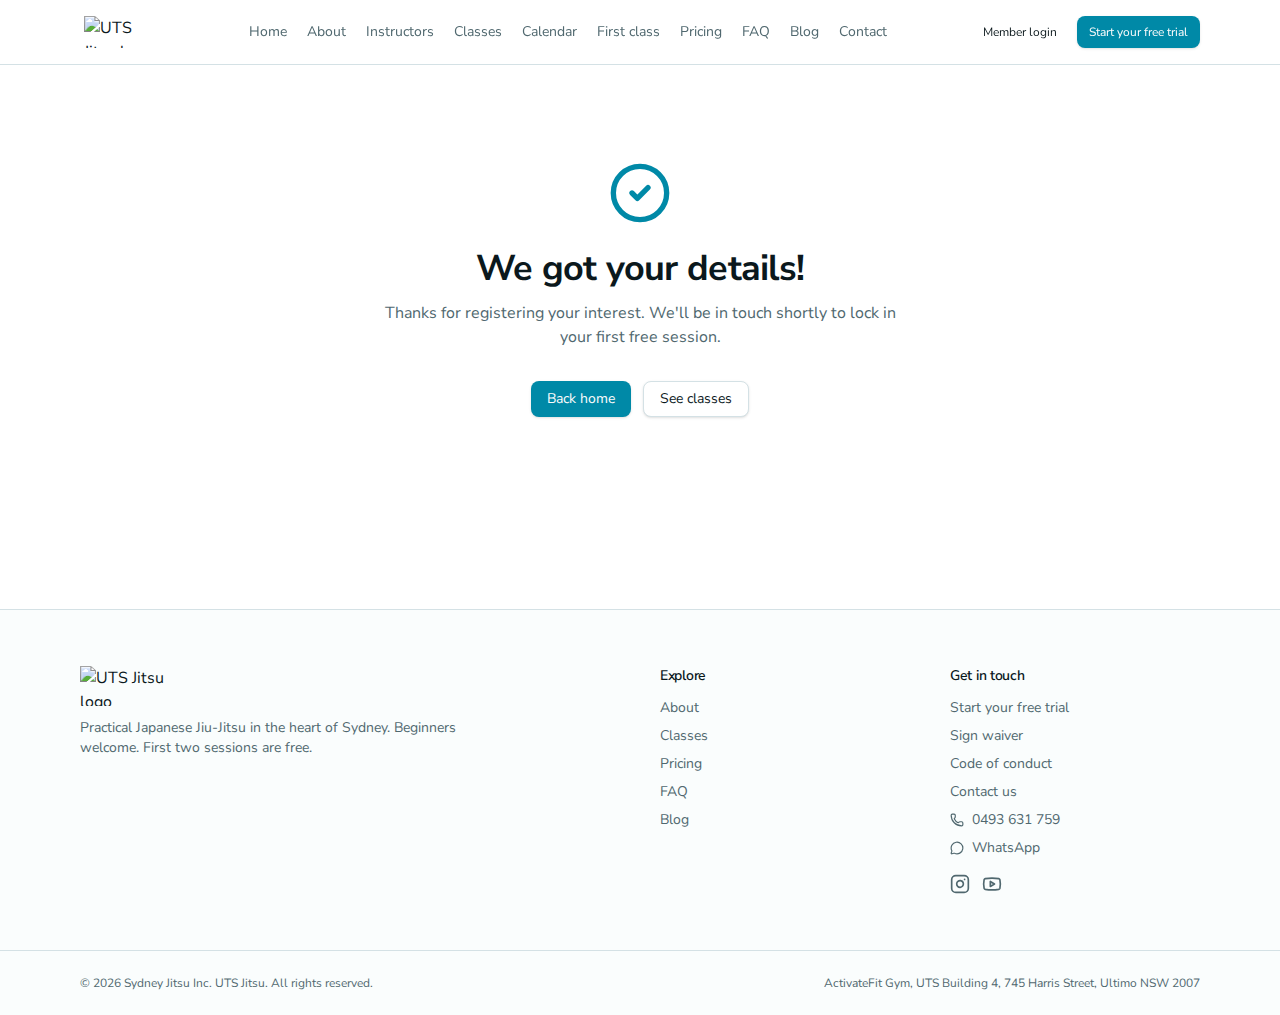 UTS
Home About Instructors Classes Calendar First class Pricing FAQ Blog Contact
Member login
Start your free trial
We got your details!
Thanks for registering your interest. We'll be in touch shortly to lock in
your first free session.
Back home
See classes
UTS Jitsu
logo
Practical Japanese Jiu-Jitsu in the heart of Sydney. Beginners
welcome. First two sessions are free.
Explore
About
Classes
Pricing
FAQ
Blog
Get in touch
Start your free trial
Sign waiver
Code of conduct
Contact us
0493 631 759
WhatsApp
© 2026 Sydney Jitsu Inc. UTS Jitsu. All rights reserved.
ActivateFit Gym, UTS Building 4, 745 Harris Street, Ultimo NSW 2007